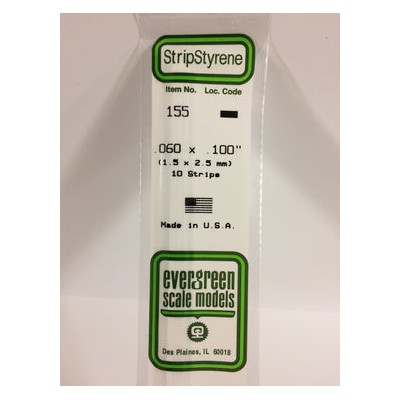 StripStyrene
Item No. Loc. Code
155
.060 x .100"
(1.5 x 2.5 mm)
10 Strips
Made in U.S.A.
evergreen
scale models
Des Plaines, IL 60018